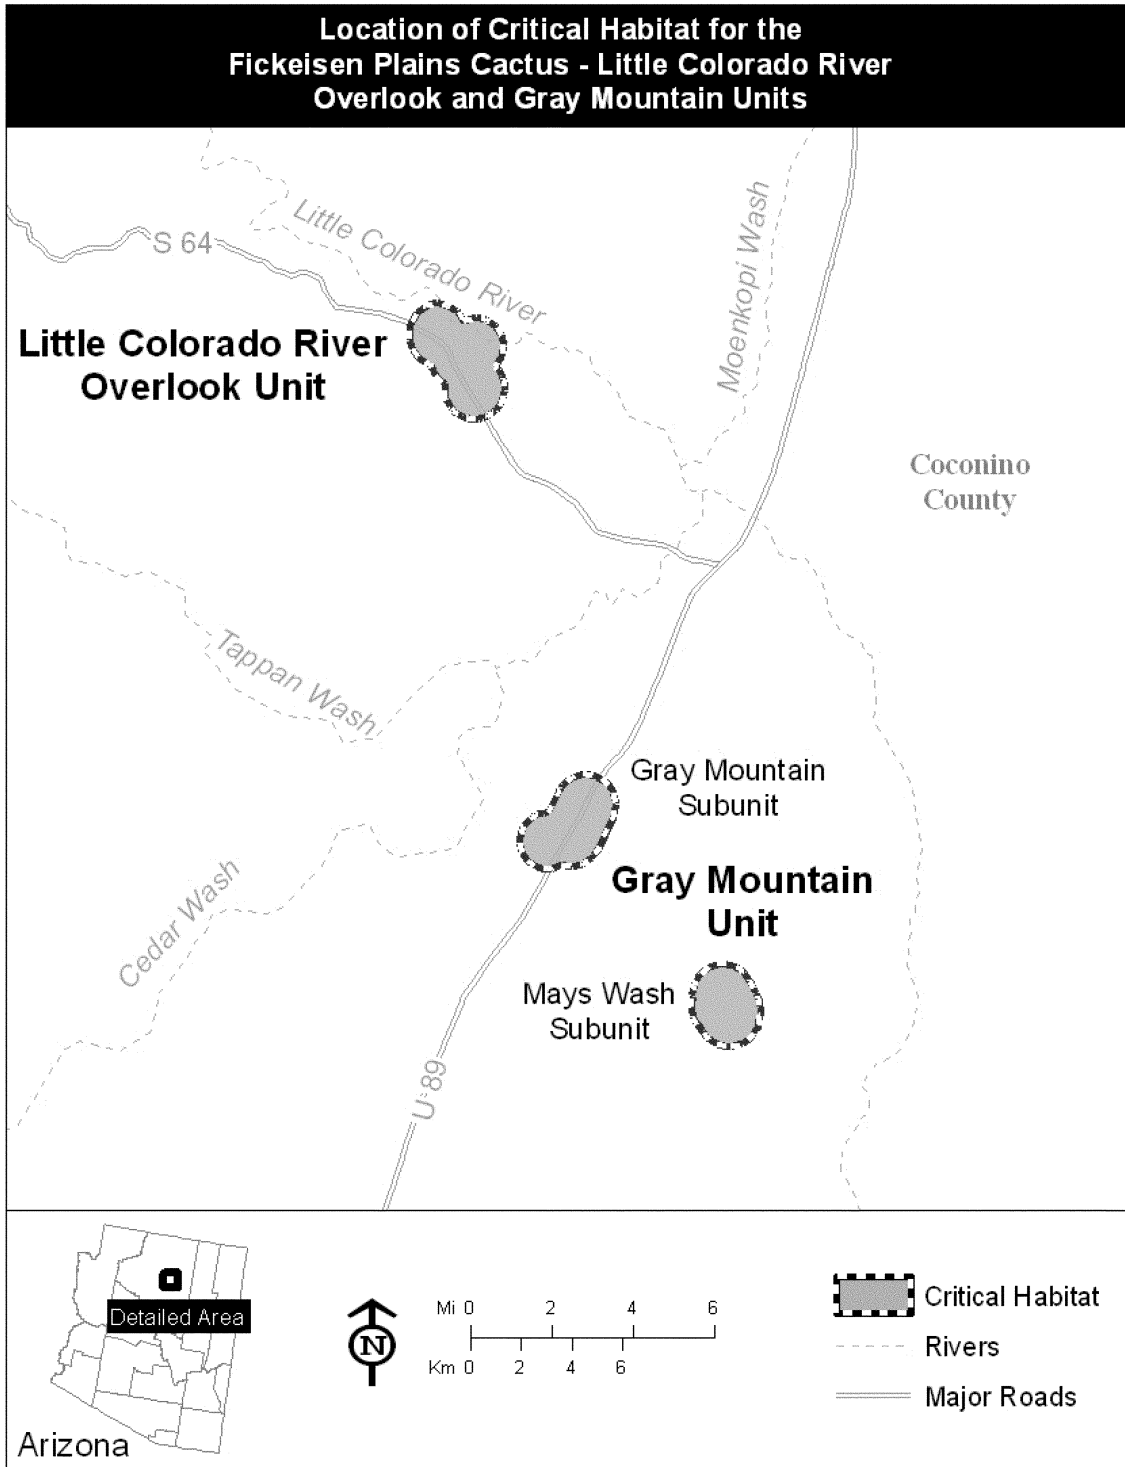 Location of Critical Habitat for the
Fickeisen Plains Cactus - Little Colorado River
Overlook and Gray Mountain Units
S 64
Little Colorado River
Moenkopi Wash
Little Colorado River
Overlook Unit
Coconino
County
Tappan Wash
Gray Mountain
Subunit
Gray Mountain
Unit
Cedar Wash
Mays Wash
Subunit
U 89
Detailed Area
Arizona
N
Mi 0 2 4 6
Km 0 2 4 6
Critical Habitat
Rivers
Major Roads